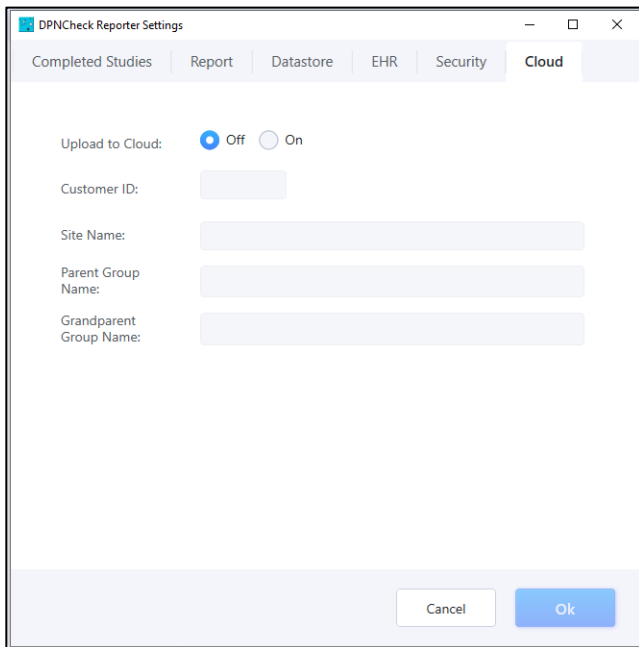 DPNCheck Reporter Settings
Completed Studies Report Datastore EHR Security Cloud
Upload to Cloud: Off On
Customer ID:
Site Name:
Parent Group
Name:
Grandparent
Group Name:
Cancel Ok